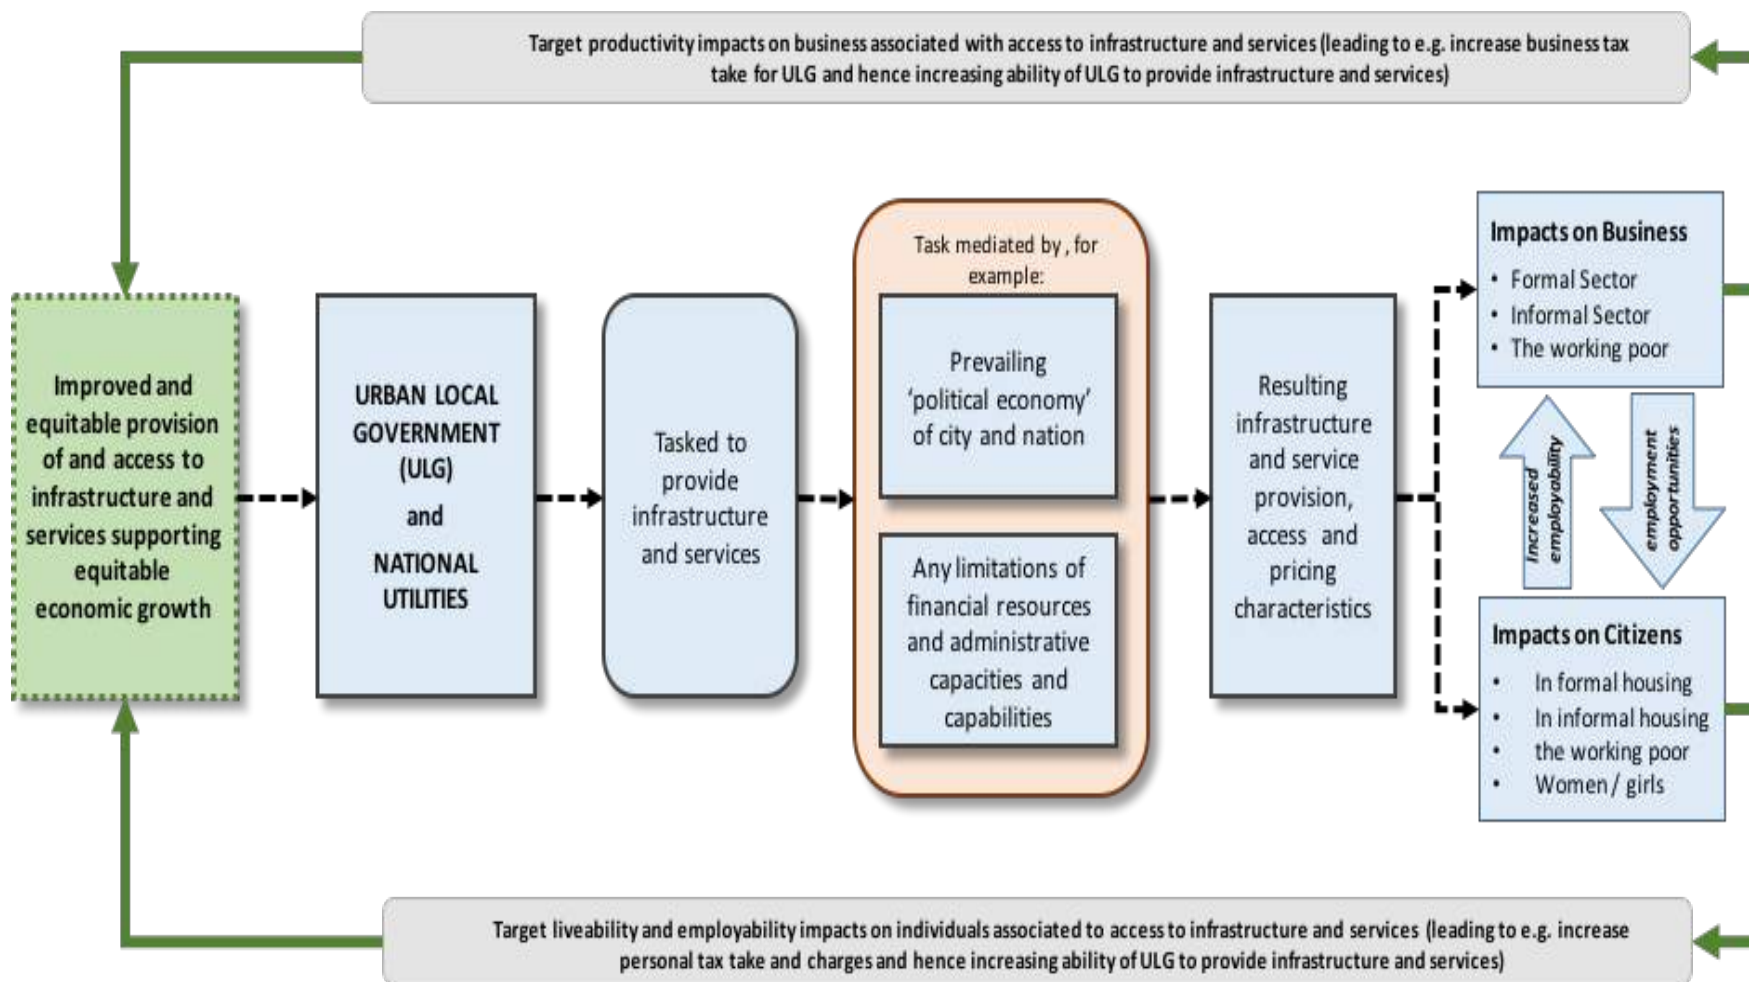 Target productivity impacts on business associated with access to infrastructure and services (leading to e.g. increase business tax
take for ULG and hence increasing ability of ULG to provide infrastructure and services)
Improved and
equitable provision
of and access to
infrastructure and
services supporting
equitable
economic growth
URBAN LOCAL
GOVERNMENT
(ULG)
and
NATIONAL
UTILITIES
Tasked to
provide
infrastructure
and services
Task mediated by , for
example:
Prevailing
‘political economy’
of city and nation
Any limitations of
financial resources
and administrative
capacities and
capabilities
Resulting
infrastructure
and service
provision,
access and
pricing
characteristics
Impacts on Business
• Formal Sector
• Informal Sector
• The working poor
Increased
employability
employment
opportunities
Impacts on Citizens
• In formal housing
• In informal housing
• the working poor
• Women / girls
Target liveability and employability impacts on individuals associated to access to infrastructure and services (leading to e.g. increase
personal tax take and charges and hence increasing ability of ULG to provide infrastructure and services)